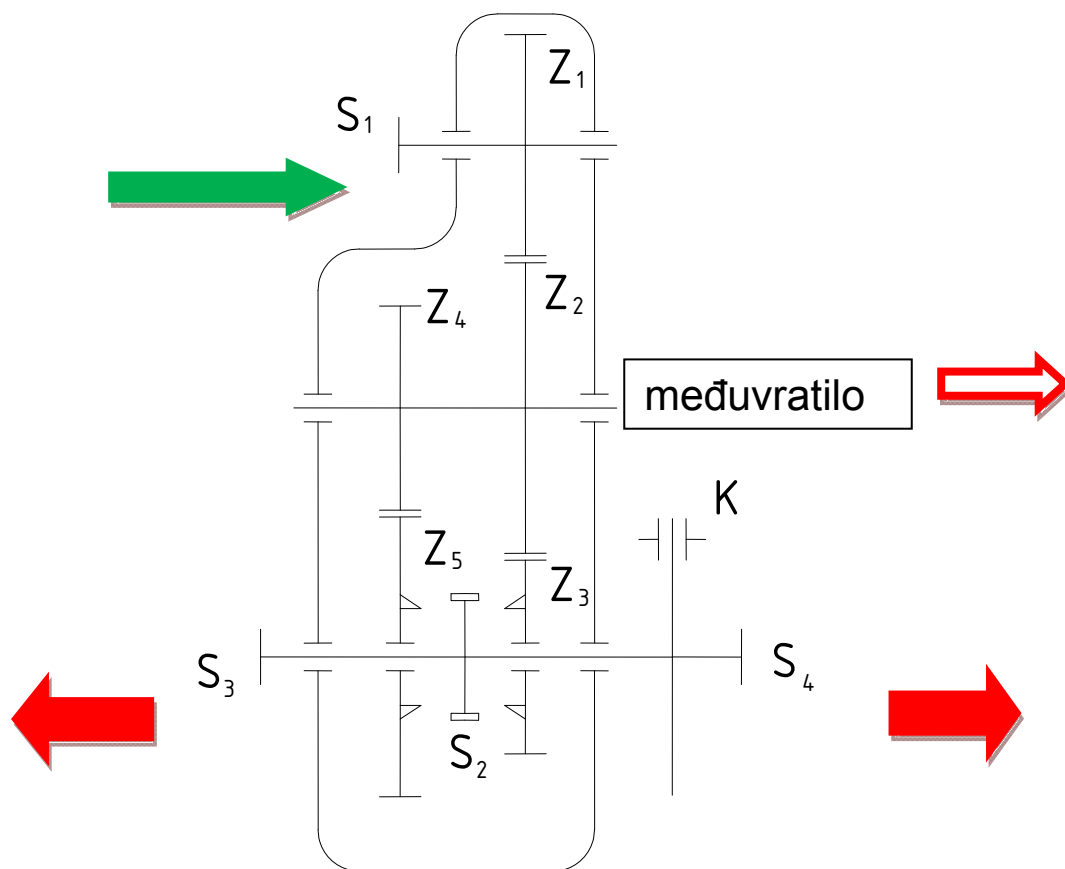 Z₁
S₁
Z₂
Z₄
međuvratilo
K
Z₅
Z₃
S₃
S₄
S₂